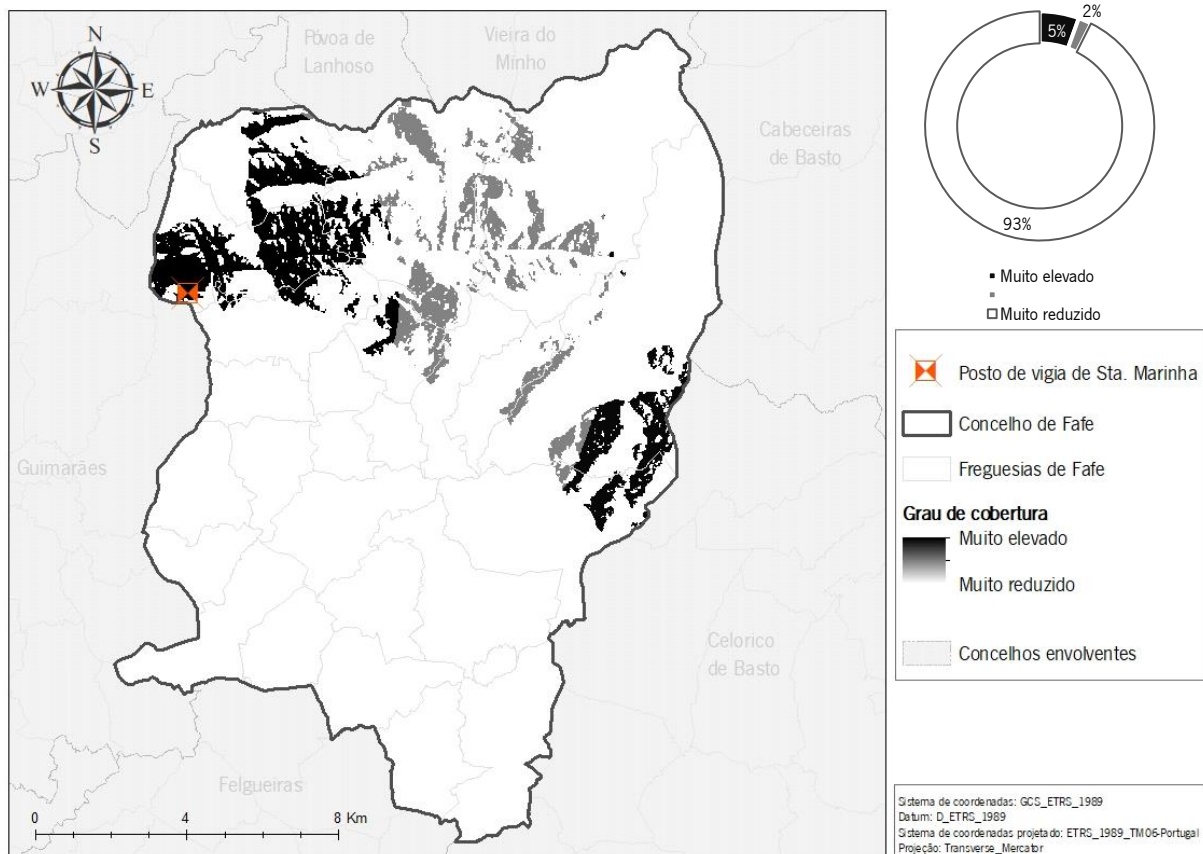 N
W
E
S
Póvoa de
Lanhoso
Vieira do
Minho
Cabeceiras
de Basto
Guimarães
Celorico
de Basto
Felgueiras
0 4 8 Km
5%
2%
93%
Muito elevado
Muito reduzido
Posto de vigia de Sta. Marinha
Concelho de Fafe
Freguesias de Fafe
Grau de cobertura
Muito elevado
Muito reduzido
Concelhos envolventes
Sistema de coordenadas: GCS_ETRS_1989
Datum: D_ETRS_1989
Sistema de coordenadas projetado: ETRS_1989_TM06-Portugal
Projeção: Transverse_Mercator